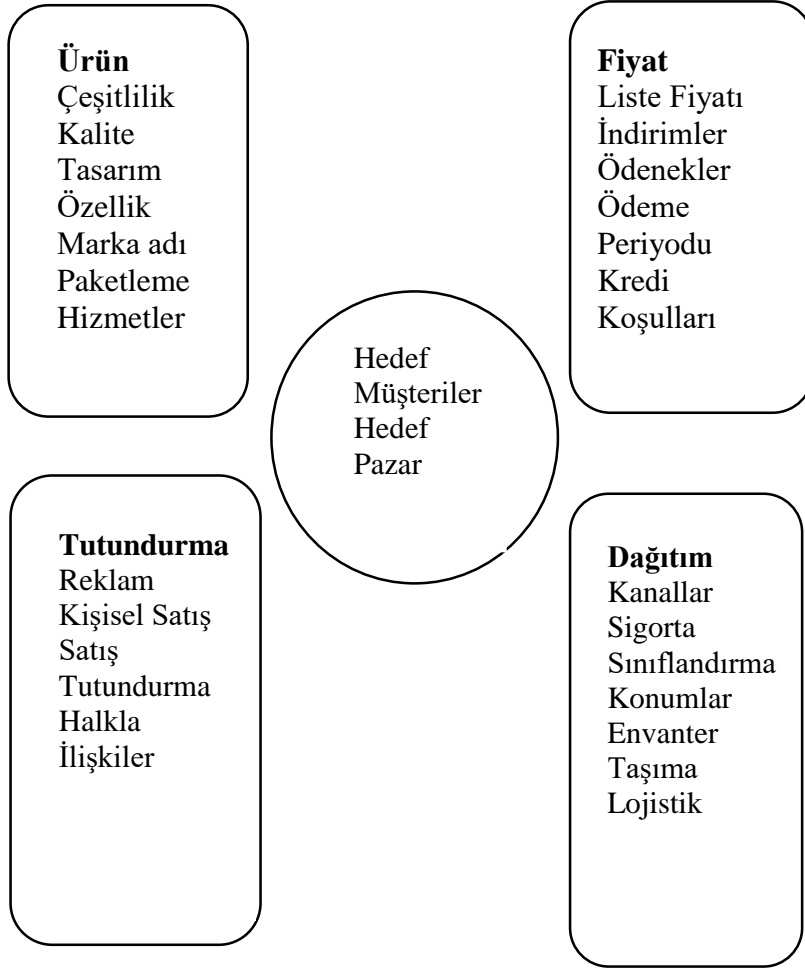 Ürün
Çeşitlilik
Kalite
Tasarım
Özellik
Marka adı
Paketleme
Hizmetler
Fiyat
Liste Fiyatı
İndirimler
Ödenekler
Ödeme
Periyodu
Kredi
Koşulları
Hedef
Müşteriler
Hedef
Pazar
Tutundurma
Reklam
Kişisel Satış
Satış
Tutundurma
Halkla
İlişkiler
Dağıtım
Kanallar
Sigorta
Sınıflandırma
Konumlar
Envanter
Taşıma
Lojistik